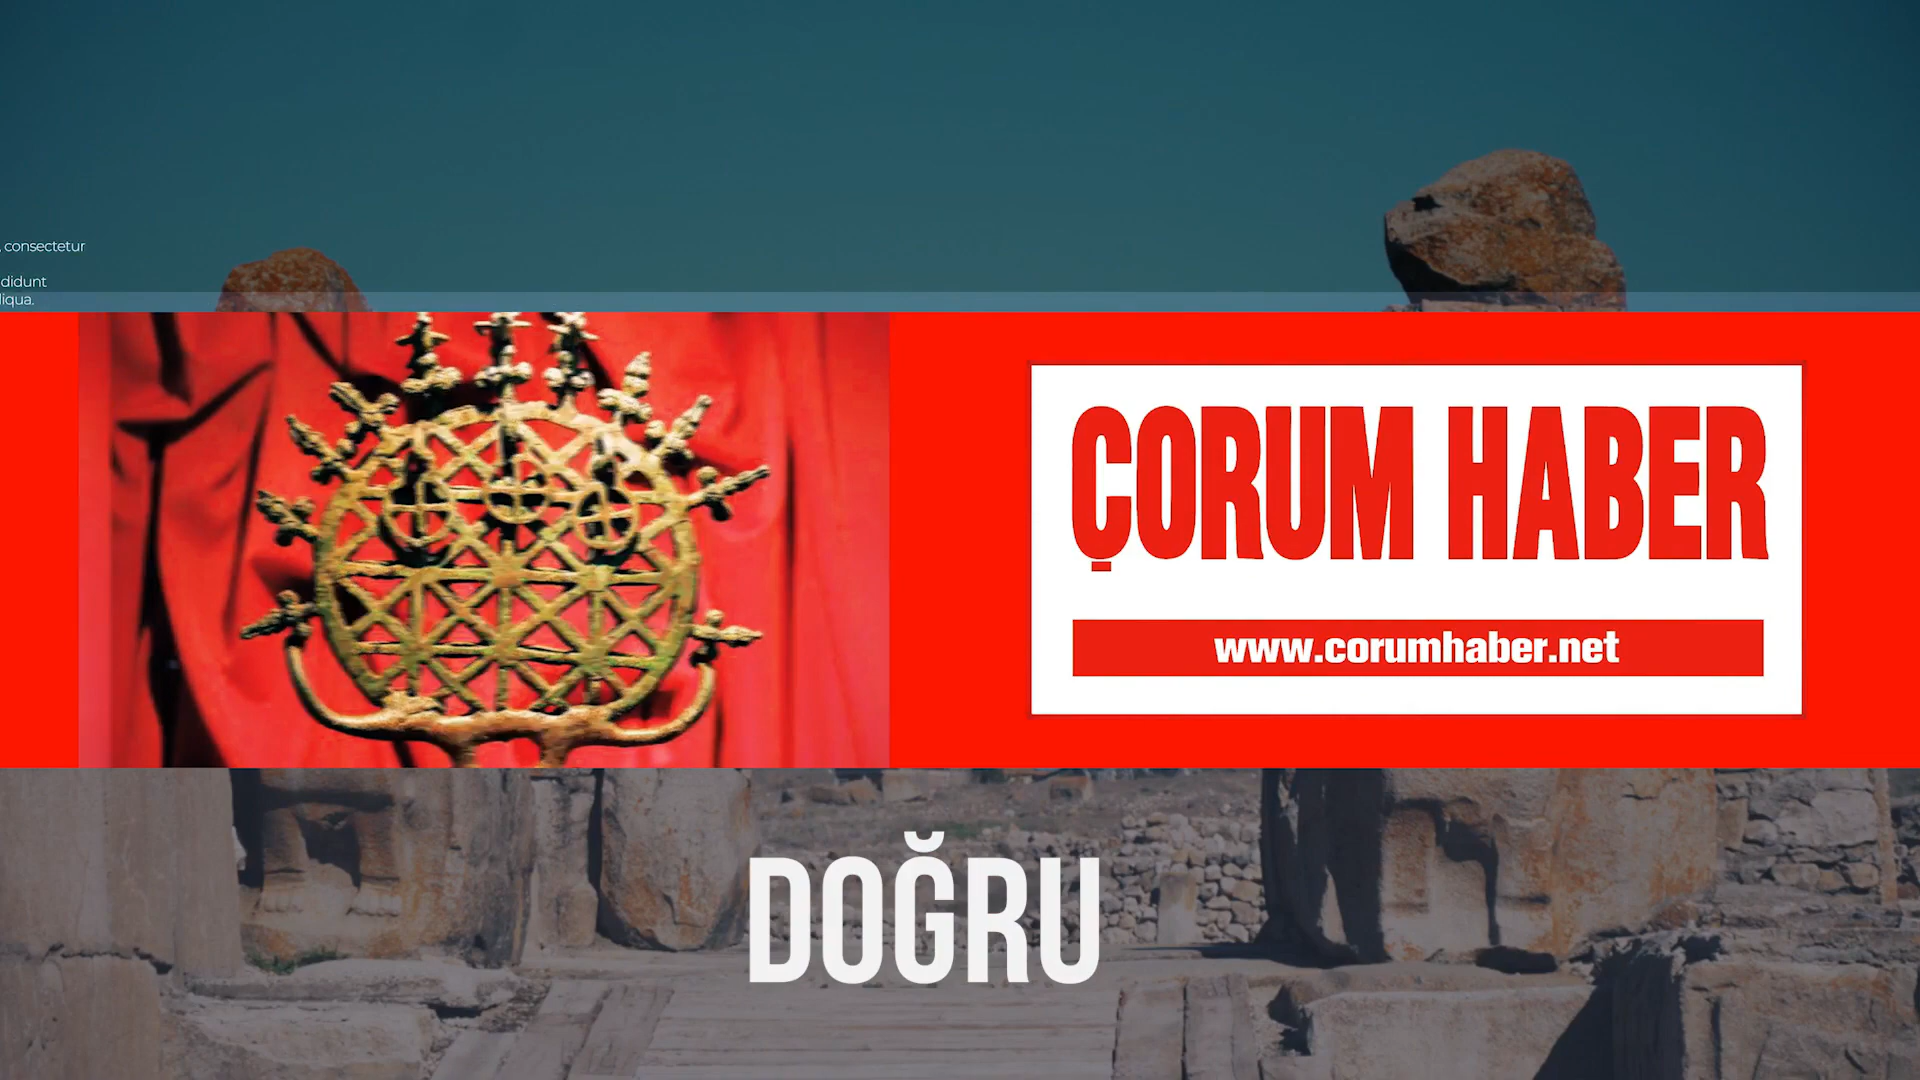 , consectetur
didunt
liqua.
ÇORUM HABER
www.corumhaber.net
DOĞRU